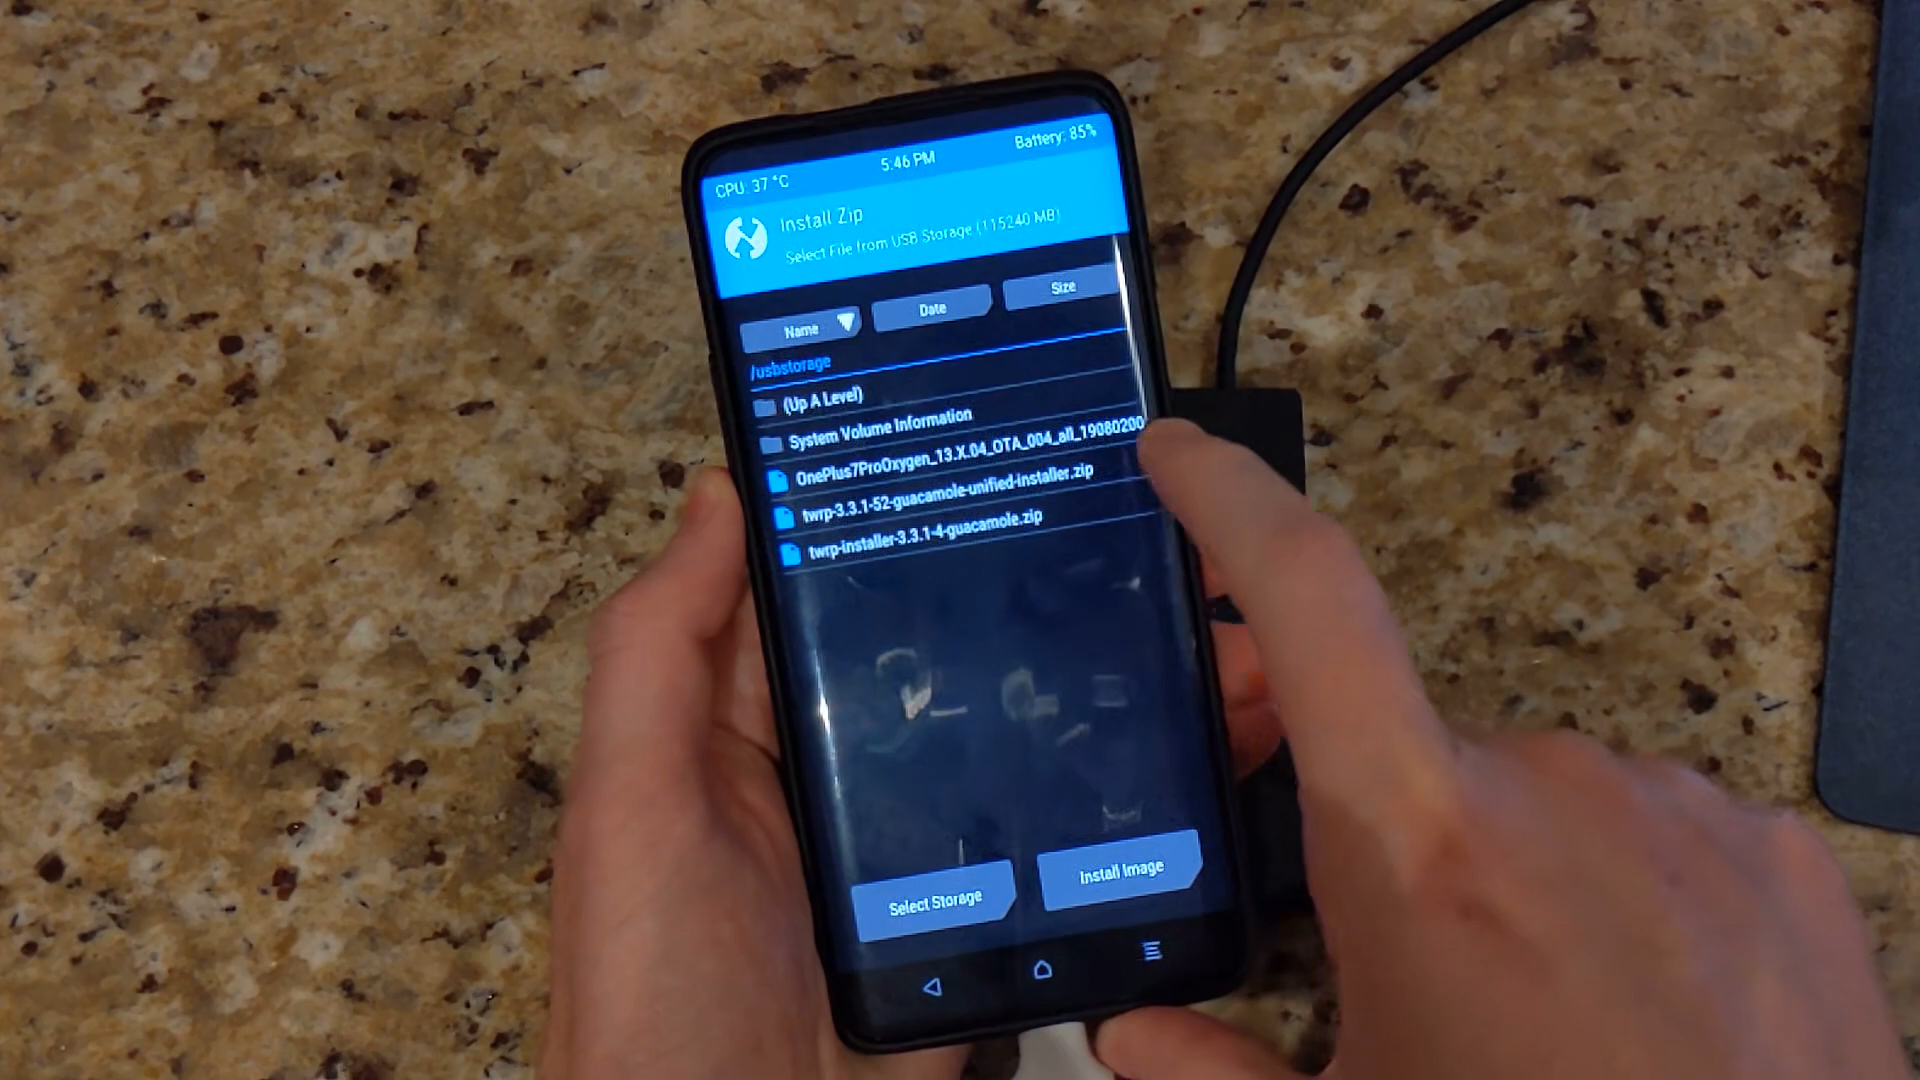 CPU: 37 °C 5:46 PM Battery: 85%
Install Zip
Select File from USB Storage (115240 MB)
Name Date Size
/usbstorage
(Up A Level)
System Volume Information
OnePlus7ProOxygen_13.X.04_OTA_004_all_19080200
twrp-3.3.1-52-guacamole-unified-installer.zip
twrp-installer-3.3.1-4-guacamole.zip
Select Storage Install Image